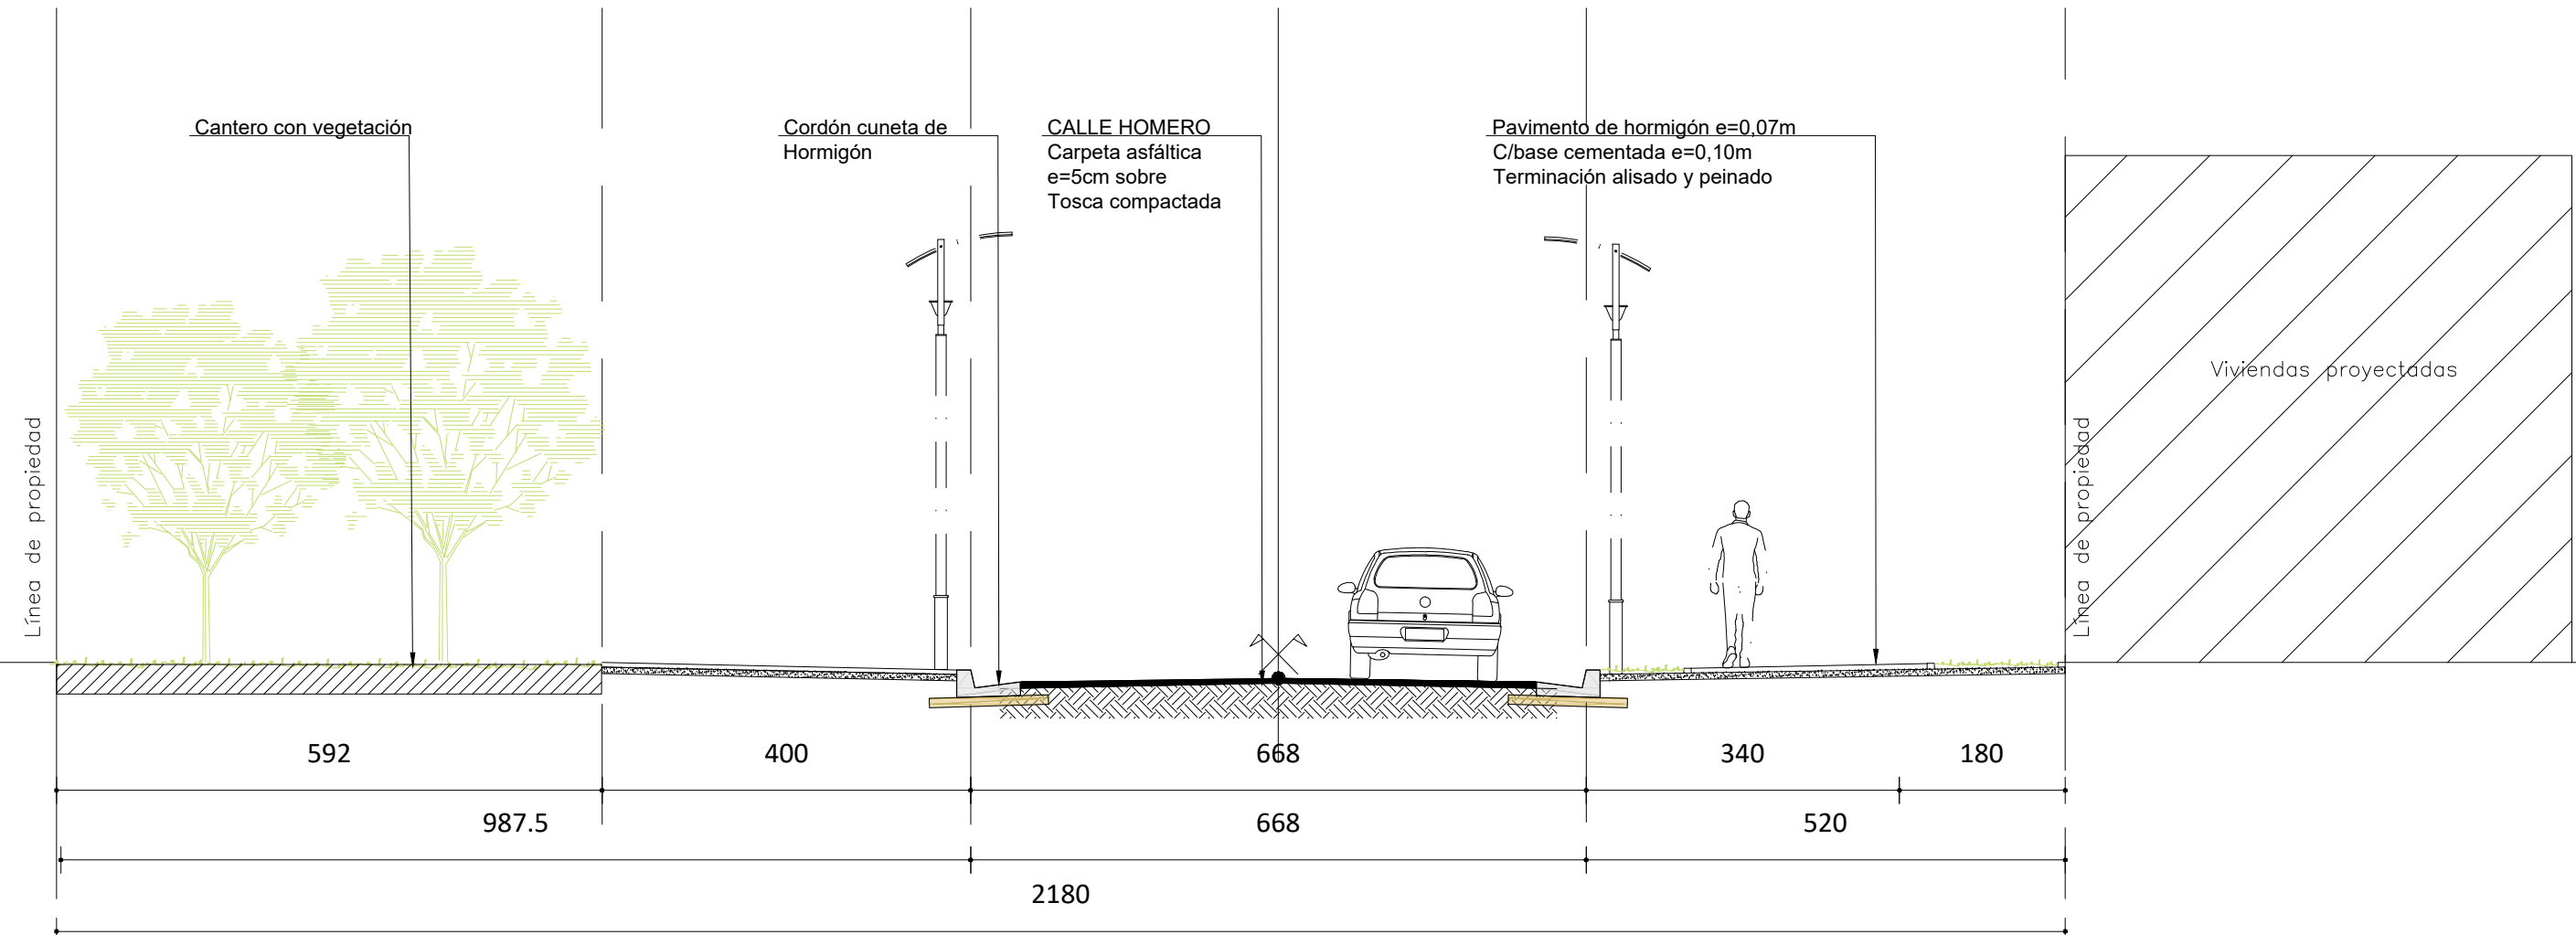 Cantero con vegetación
Cordón cuneta de
Hormigón
CALLE HOMERO
Carpeta asfáltica
e=5cm sobre
Tosca compactada
Pavimento de hormigón e=0,07m
C/base cementada e=0,10m
Terminación alisado y peinado
Viviendas proyectadas
Línea de propiedad
Línea de propiedad
592
400
668
340
180
987.5
668
520
2180